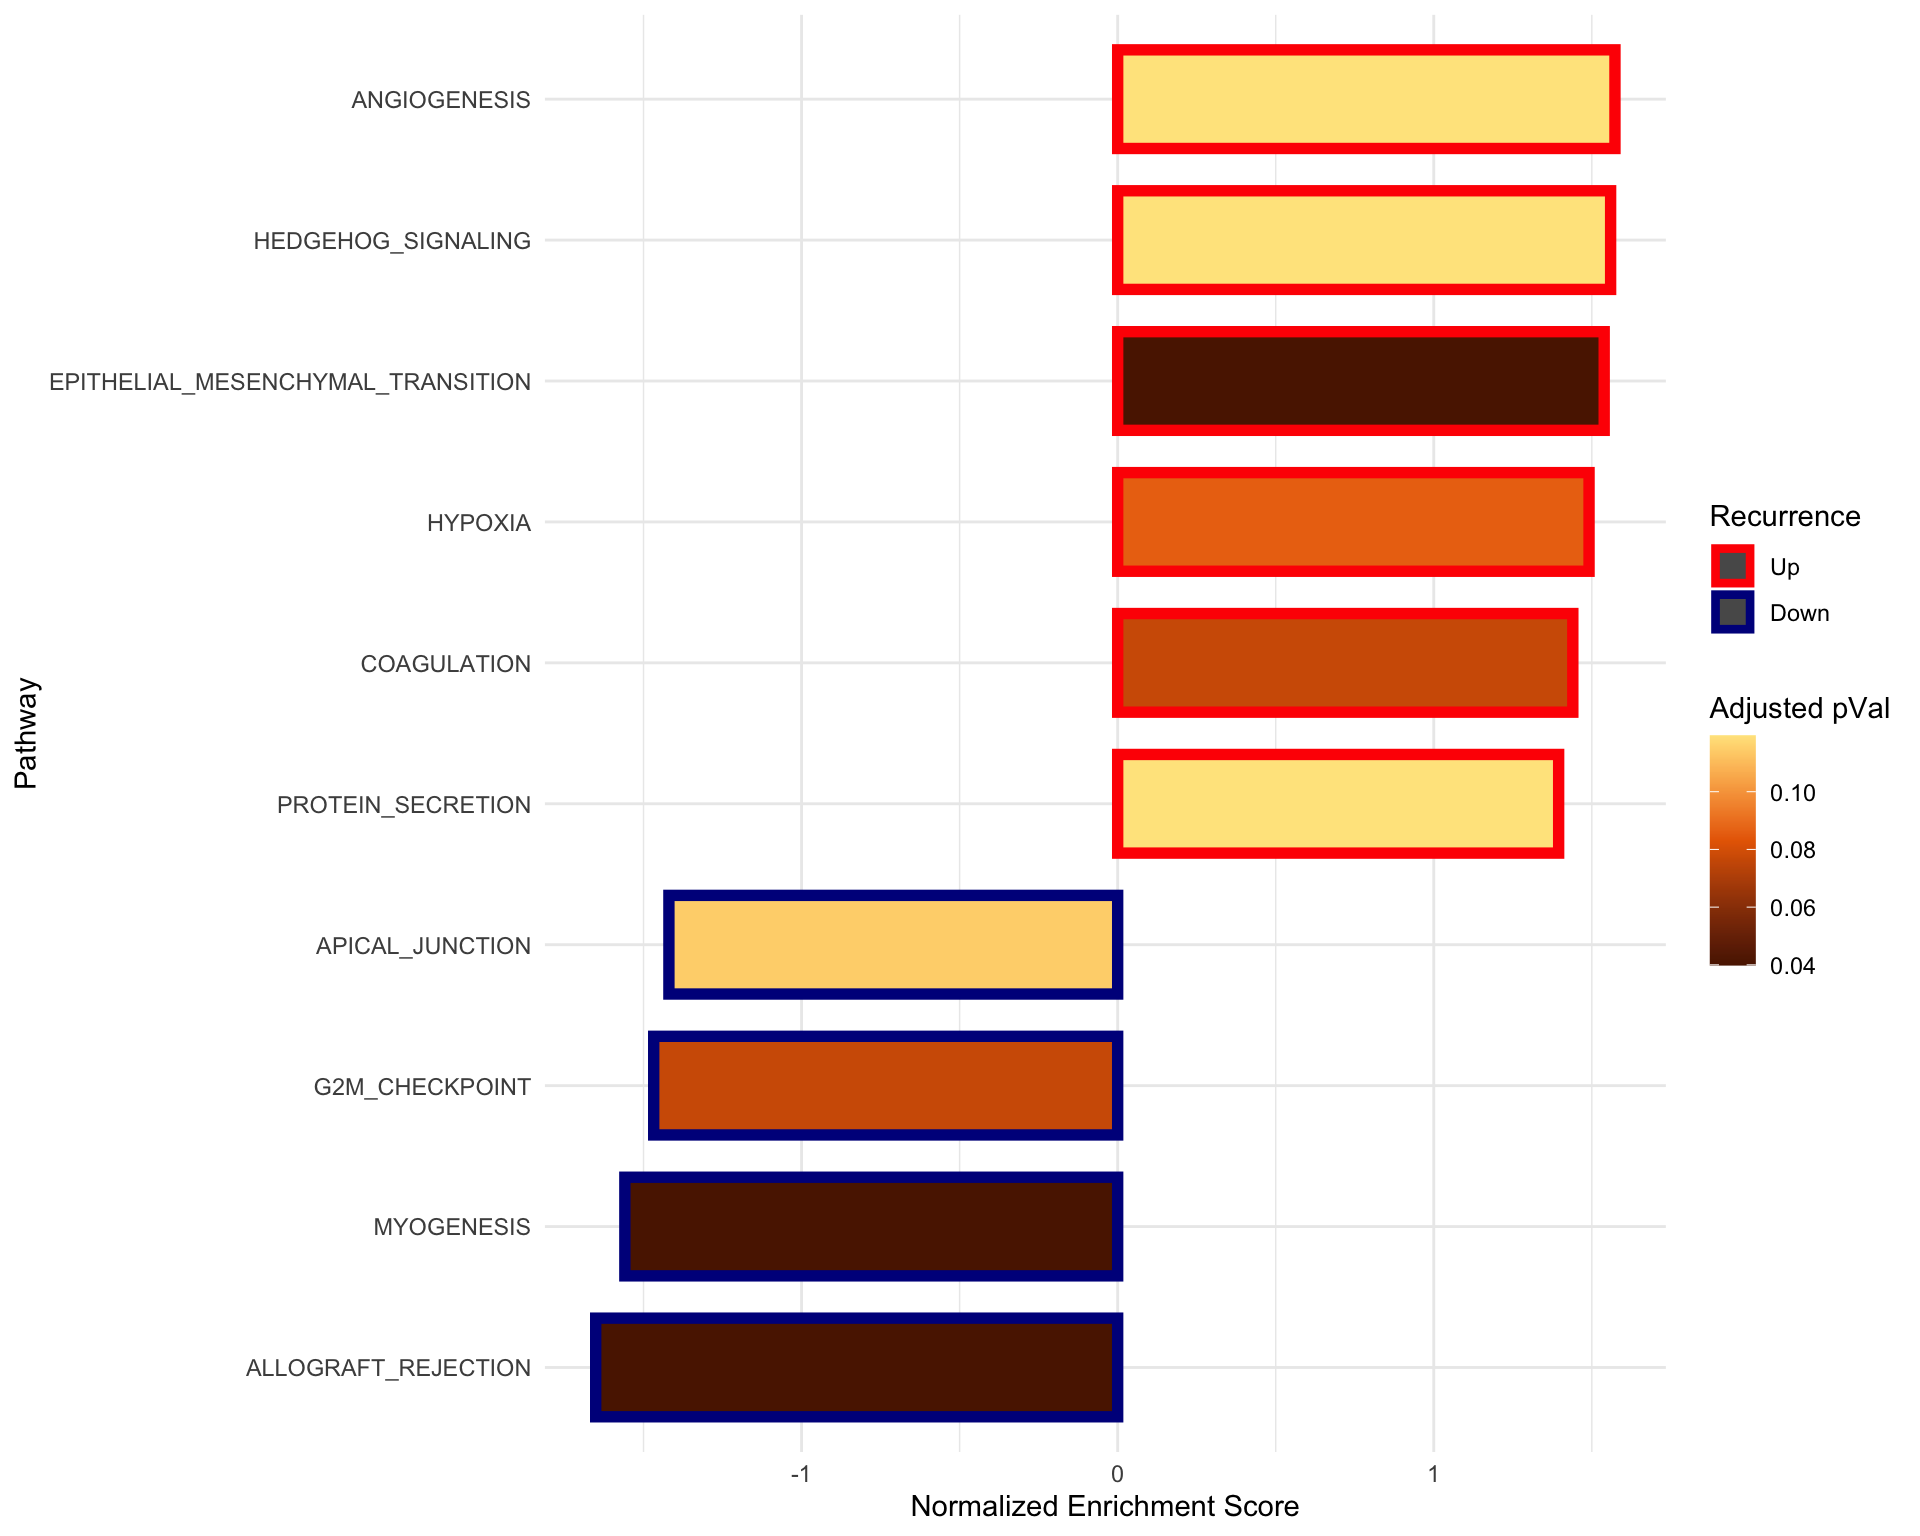 ANGIOGENESIS
HEDGEHOG_SIGNALING
EPITHELIAL_MESENCHYMAL_TRANSITION
HYPOXIA
COAGULATION
PROTEIN_SECRETION
APICAL_JUNCTION
G2M_CHECKPOINT
MYOGENESIS
ALLOGRAFT_REJECTION
Pathway
-1
0
1
Normalized Enrichment Score
Recurrence
Up
Down
Adjusted pVal
0.10
0.08
0.06
0.04